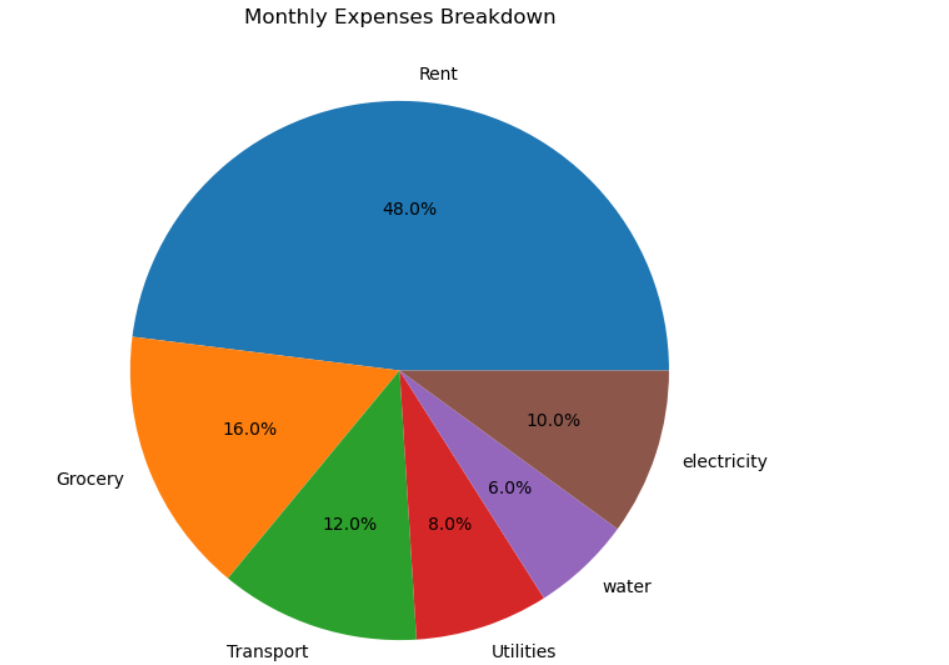 Monthly Expenses Breakdown
Rent
48.0%
16.0%
10.0%
electricity
Grocery
6.0%
12.0%
8.0%
water
Transport
Utilities